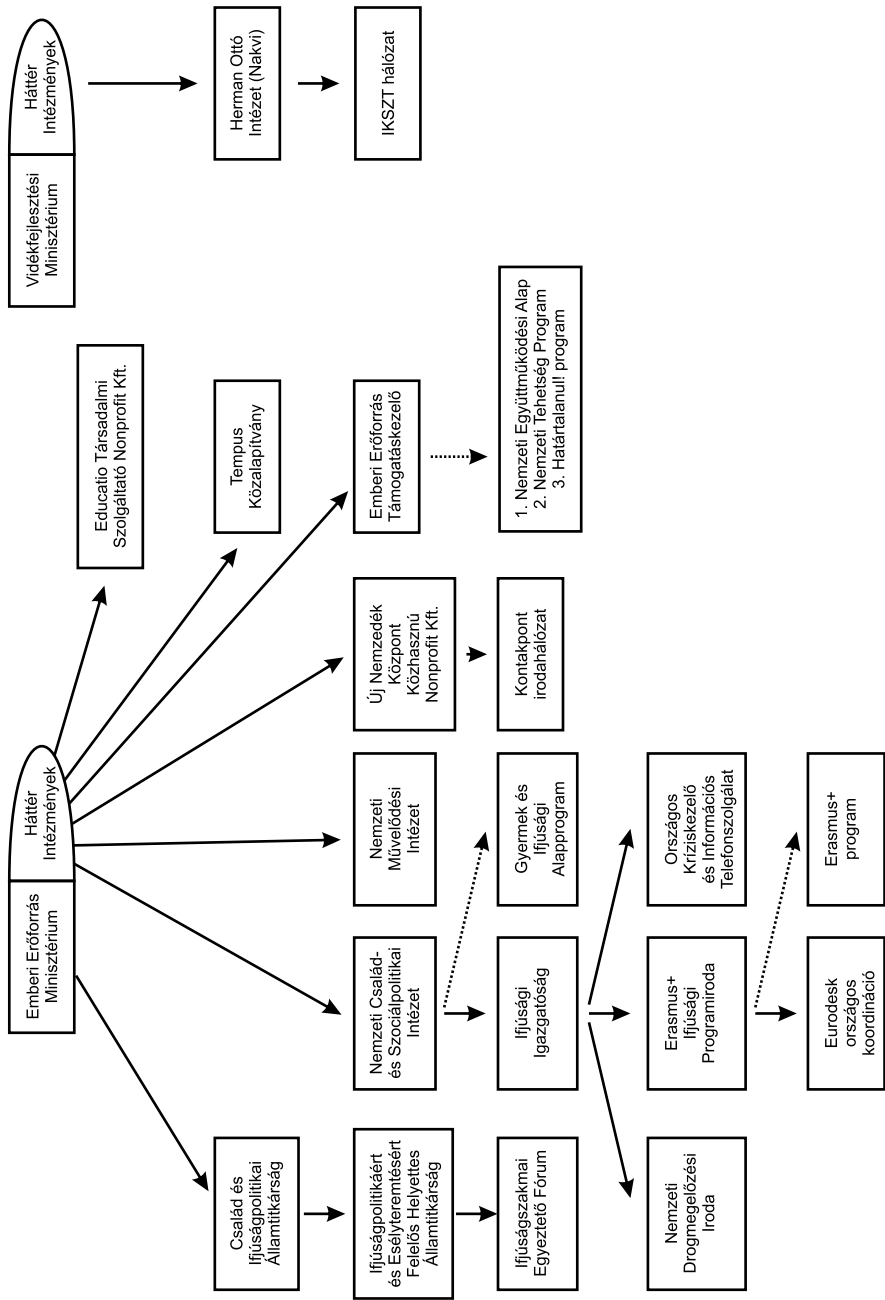 Emberi Erőforrás
Minisztérium
Háttér
Intézmények
Vidékfejlesztési
Minisztérium
Háttér
Intézmények
Educatio Társadalmi
Szolgáltató Nonprofit Kft.
Család és
Ifjúságpolitikai
Államtitkárság
Tempus
Közalapítvány
Herman Ottó
Intézet (Nakvi)
Ifjúságpolitikáért
és Esélyteremtésért
Felelős Helyettes
Államtitkárság
Nemzeti Család-
és Szociálpolitikai
Intézet
Nemzeti
Művelődési
Intézet
Új Nemzedék
Központ
Közhasznú
Nonprofit Kft.
Emberi Erőforrás
Támogatáskezelő
IKSZT hálózat
Ifjúságszakmai
Egyeztető Fórum
Ifjúsági
Igazgatóság
Gyermek és
Ifjúsági
Alapprogram
Kontakpont
irodahálózat
1. Nemzeti Együttműködési Alap
2. Nemzeti Tehetség Program
3. Határtalanul! program
Nemzeti
Drogmegelőzési
Iroda
Erasmus+
Ifjúsági
Programiroda
Országos
Kríziskezelő
és Információs
Telefonszolgálat
Eurodesk
országos
koordináció
Erasmus+
program